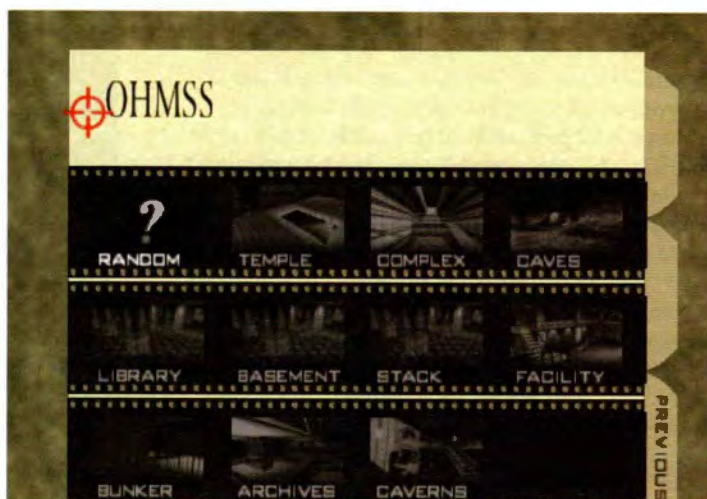 OHMSS
?
RANDOM TEMPLE COMPLEX CAVES
LIBRARY BASEMENT STACK FACILITY
BUNKER ARCHIVES CAVERNS
PREVIOUS